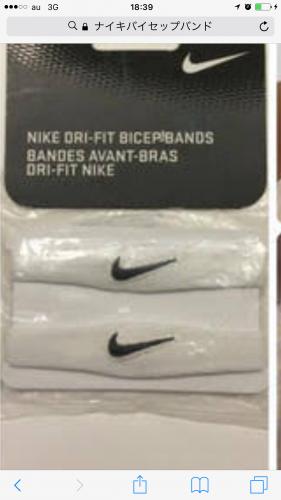 au 3G 18:39
ナイキバイセップバンド
NIKE DRI-FIT BICEP BANDS
BANDES AVANT-BRAS
DRI-FIT NIKE